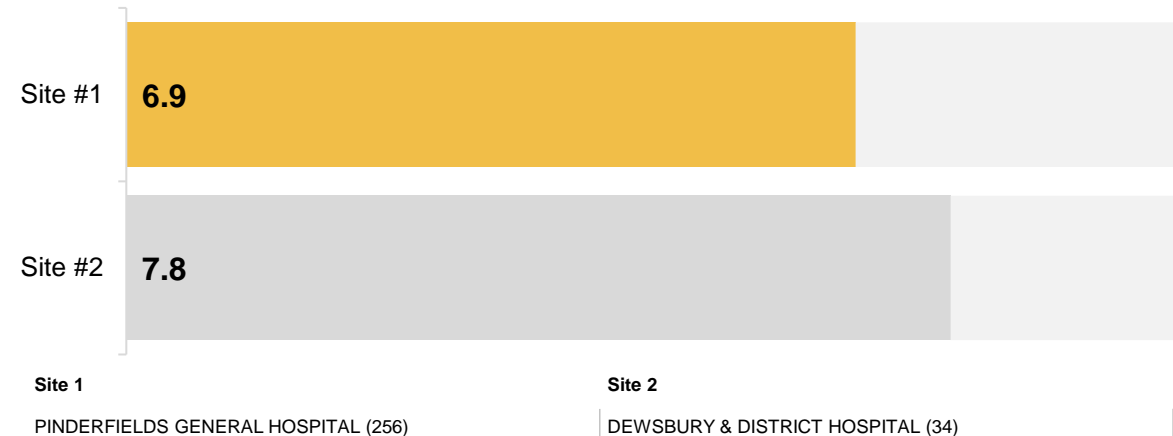 Site #1
6.9
Site #2
7.8
Site 1
Site 2
PINDERFIELDS GENERAL HOSPITAL (256)
DEWSBURY & DISTRICT HOSPITAL (34)